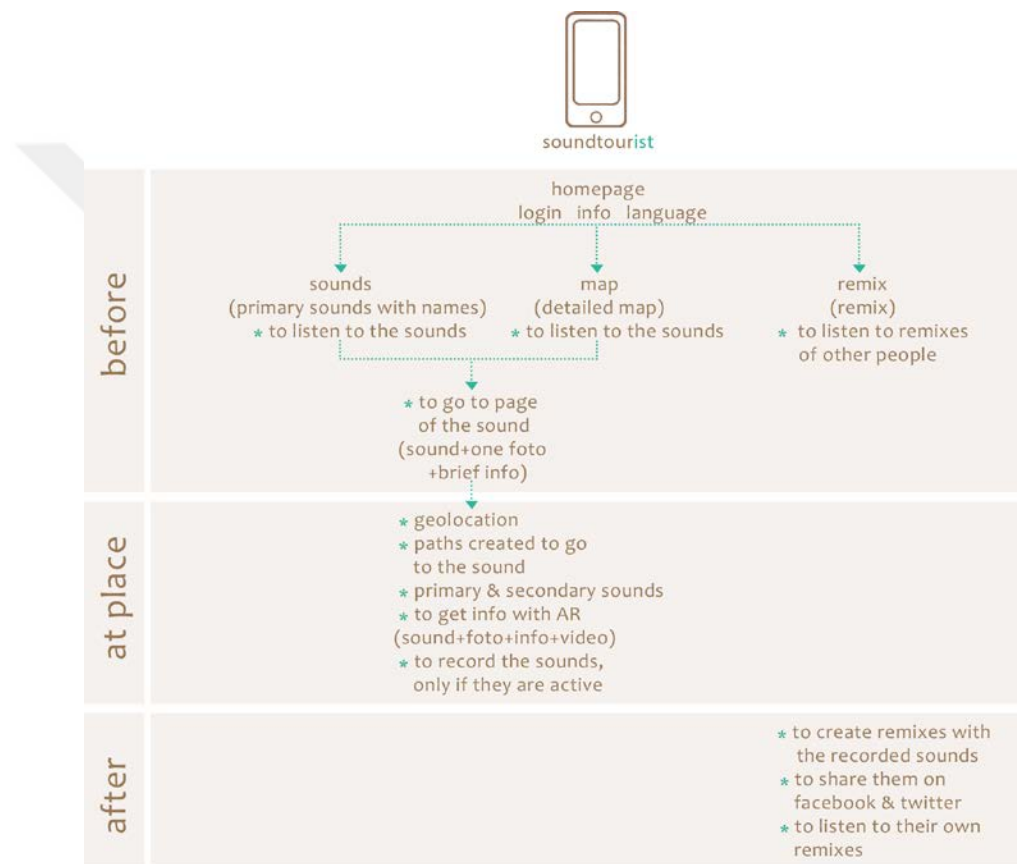 soundtourist
before
homepage
login info language
sounds
(primary sounds with names)
* to listen to the sounds
map
(detailed map)
* to listen to the sounds
remix
(remix)
* to listen to remixes
of other people
* to go to page
of the sound
(sound+one foto
+brief info)
at place
* geolocation
* paths created to go
to the sound
* primary & secondary sounds
* to get info with AR
(sound+foto+info+video)
* to record the sounds,
only if they are active
after
* to create remixes with
the recorded sounds
* to share them on
facebook & twitter
* to listen to their own
remixes